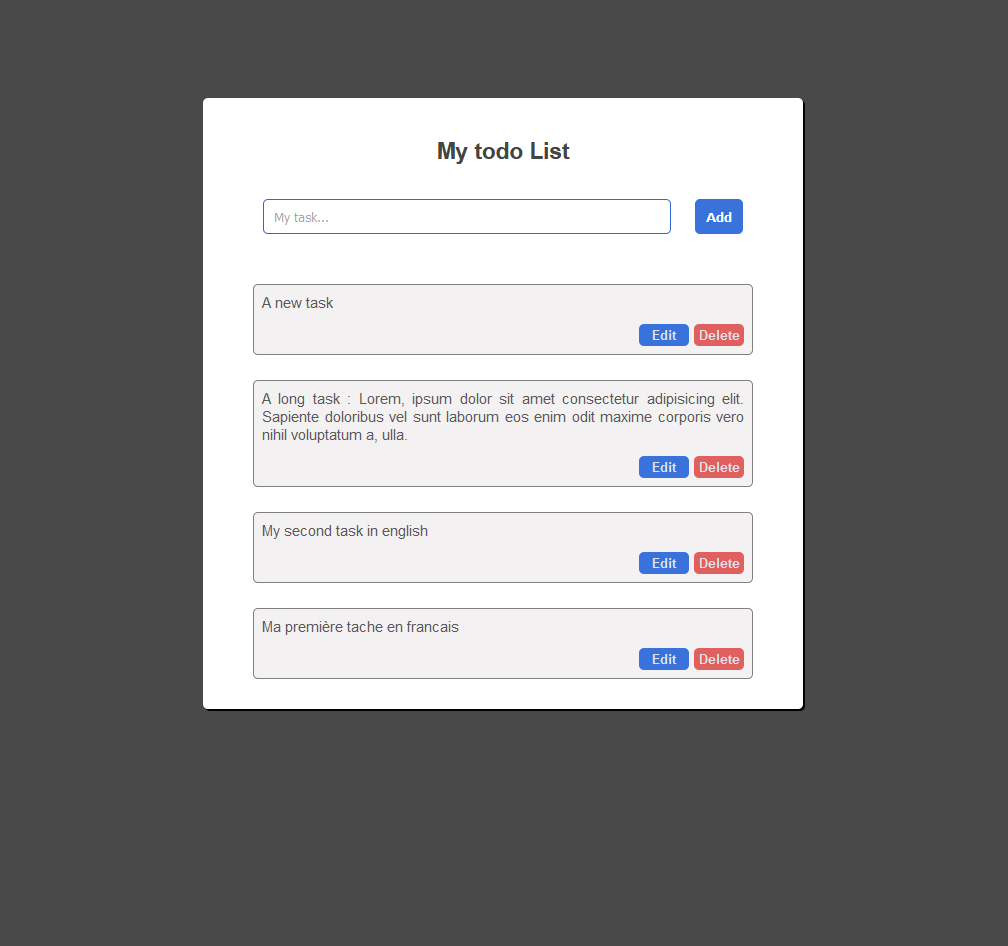 My todo List
My task...
Add
A new task
Edit Delete
A long task : Lorem, ipsum dolor sit amet consectetur adipisicing elit.
Sapiente doloribus vel sunt laborum eos enim odit maxime corporis vero
nihil voluptatum a, ulla.
Edit Delete
My second task in english
Edit Delete
Ma première tache en francais
Edit Delete